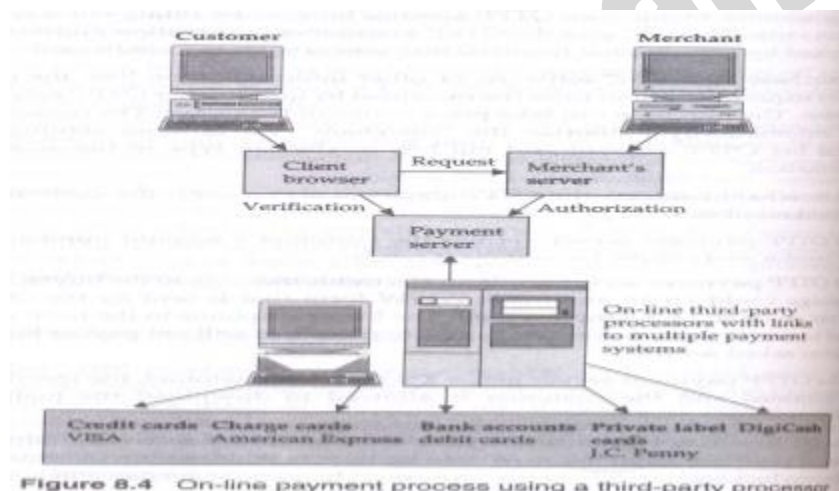 Customer
Merchant
Client
browser
Request
Merchant's
server
Verification
Authorization
Payment
server
On-line third-party
processors with links
to multiple payment
systems
Credit cards
VISA
Charge cards
American Express
Bank accounts
debit cards
Private label
cards
J.C. Penny
DigiCash
Figure 8.4 On-line payment process using a third-party processor